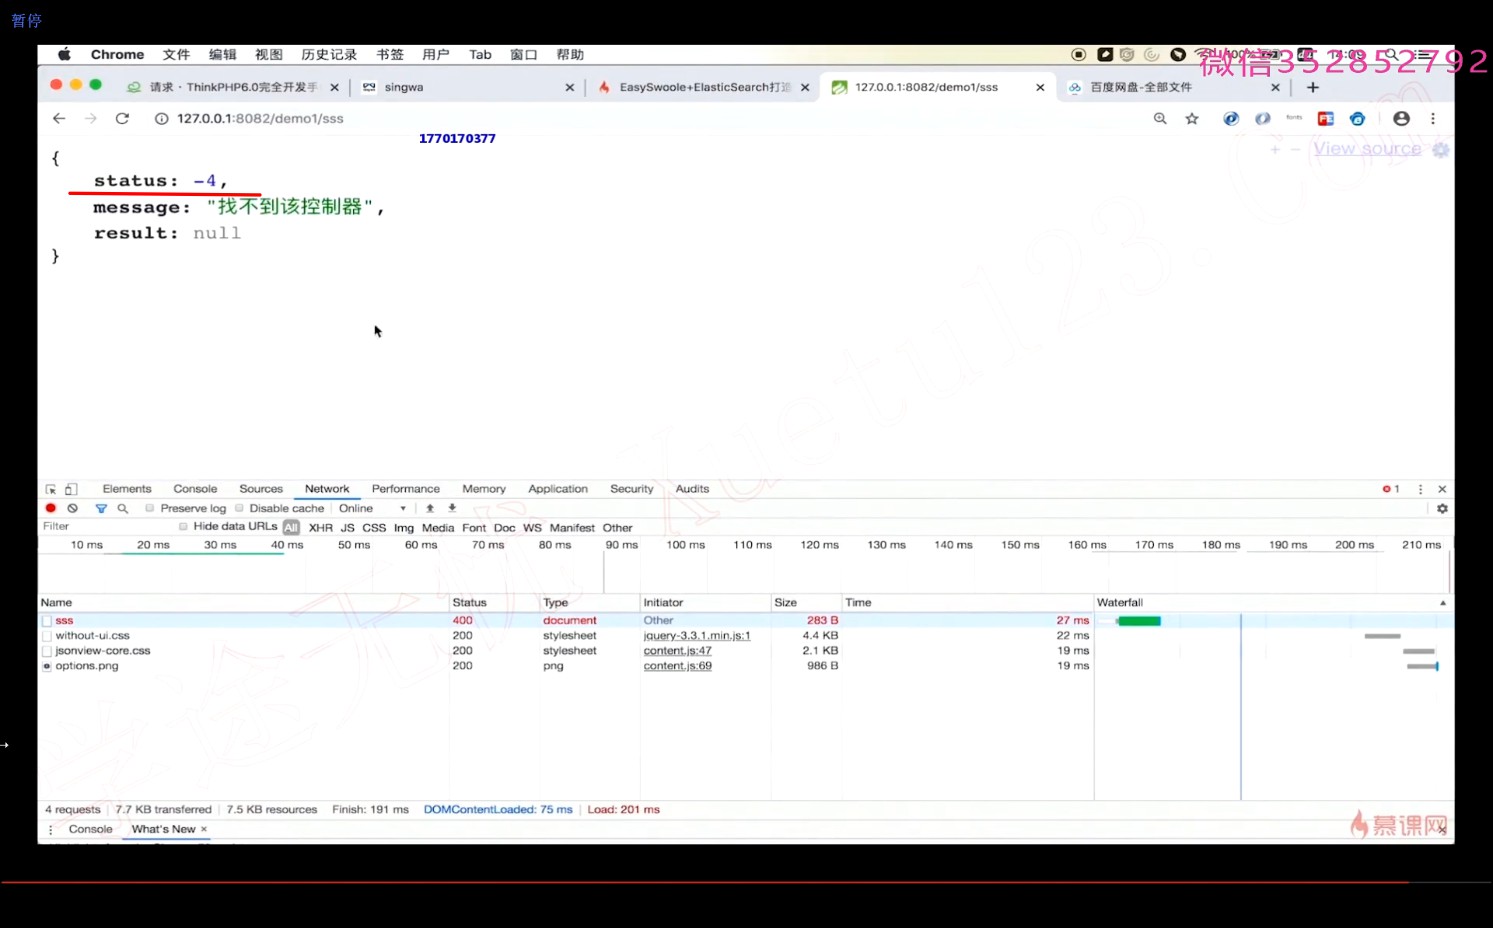 暂停
Chrome 文件 编辑 视图 历史记录 书签 用户 Tab 窗口 帮助
微信352852792
请求 · ThinkPHP6.0完全开发手
singwa
EasySwoole+ElasticSearch打造
127.0.0.1:8082/demo1/sss
百度网盘-全部文件
127.0.0.1:8082/demo1/sss
1770170377
+ - View source
{
status: -4,
message: "找不到该控制器",
result: null
}
Xuetu123.Com
学途无忧
Elements Console Sources Network Performance Memory Application Security Audits 1
Preserve log Disable cache Online
Filter Hide data URLs All XHR JS CSS Img Media Font Doc WS Manifest Other
10 ms 20 ms 30 ms 40 ms 50 ms 60 ms 70 ms 80 ms 90 ms 100 ms 110 ms 120 ms 130 ms 140 ms 150 ms 160 ms 170 ms 180 ms 190 ms 200 ms 210 ms
Name Status Type Initiator Size Time Waterfall
sss 400 document Other 283 B 27 ms
without-ui.css 200 stylesheet jquery-3.3.1.min.js:1 4.4 KB 22 ms
jsonview-core.css 200 stylesheet content.js:47 2.1 KB 19 ms
options.png 200 png content.js:69 986 B 19 ms
4 requests 7.7 KB transferred 7.5 KB resources Finish: 191 ms DOMContentLoaded: 75 ms Load: 201 ms
Console What's New ×
慕课网